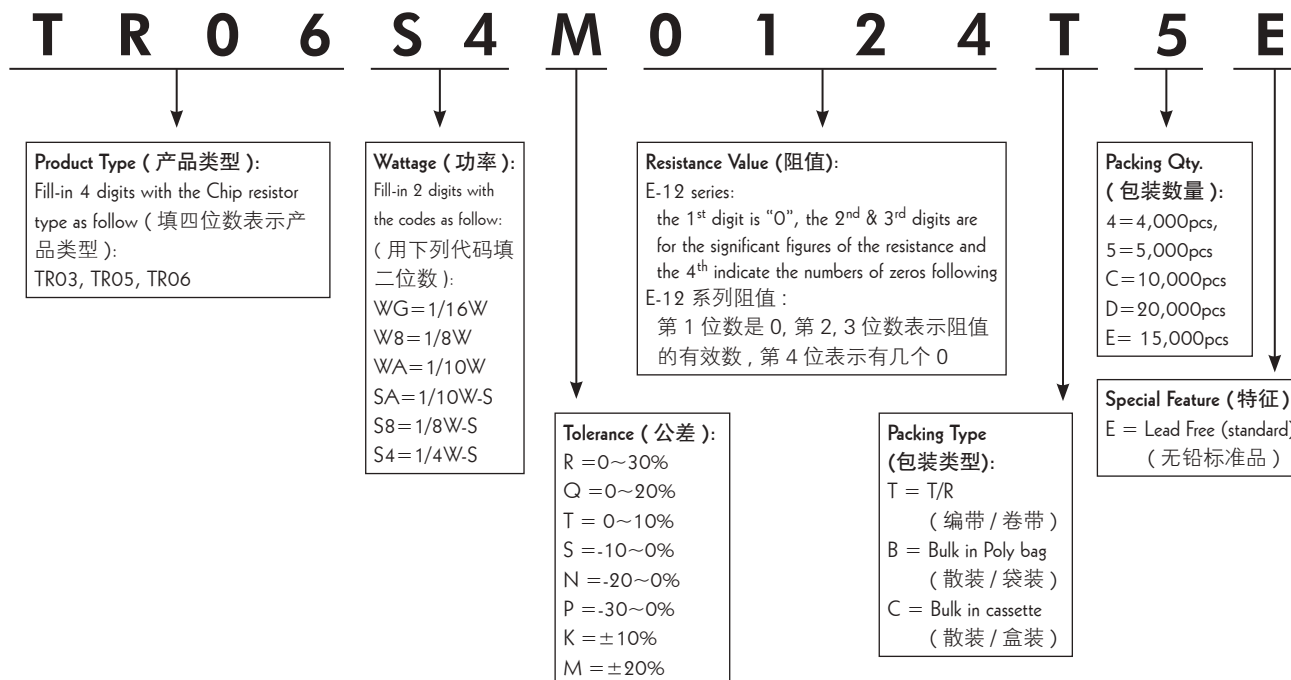 T R 0 6 S 4 M 0 1 2 4 T 5 E
Product Type ( 产品类型 ):
Fill-in 4 digits with the Chip resistor
type as follow ( 填四位数表示产
品类型 ):
TR03, TR05, TR06
Wattage ( 功率 ):
Fill-in 2 digits with
the codes as follow:
( 用下列代码填
二位数 ):
WG=1/16W
W8=1/8W
WA=1/10W
SA=1/10W-S
S8=1/8W-S
S4=1/4W-S
Tolerance ( 公差 ):
R =0~30%
Q =0~20%
T = 0~10%
S =-10~0%
N =-20~0%
P =-30~0%
K =±10%
M =±20%
Resistance Value (阻值):
E-12 series:
the 1st digit is "0", the 2nd & 3rd digits are
for the significant figures of the resistance and
the 4th indicate the numbers of zeros following
E-12 系列阻值 :
第 1 位数是 0, 第 2, 3 位数表示阻值
的有效数 , 第 4 位表示有几个 0
Packing Type
(包装类型):
T = T/R
( 编带 / 卷带 )
B = Bulk in Poly bag
( 散装 / 袋装 )
C = Bulk in cassette
( 散装 / 盒装 )
Packing Qty.
( 包装数量 ):
4=4,000pcs,
5=5,000pcs
C=10,000pcs
D=20,000pcs
E= 15,000pcs
Special Feature (特征)
E = Lead Free (standard)
( 无铅标准品 )